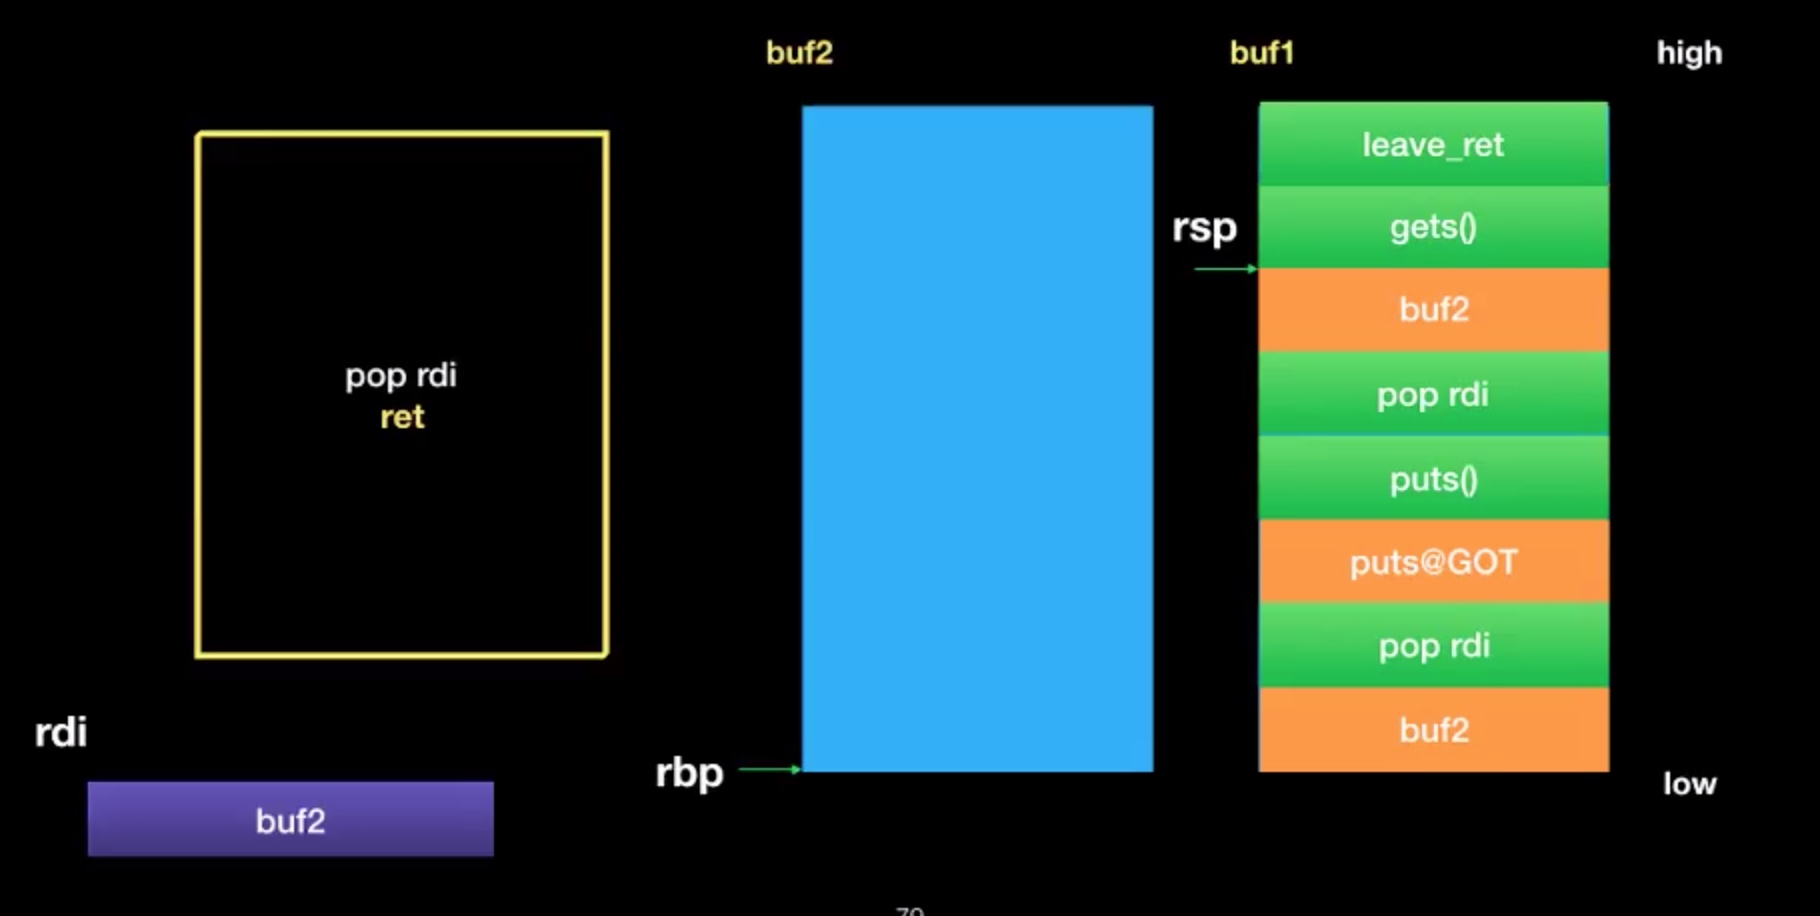 buf2
buf1
high
pop rdi
ret
rsp
leave_ret
gets()
buf2
pop rdi
puts()
puts@GOT
pop rdi
buf2
rdi
buf2
rbp
low